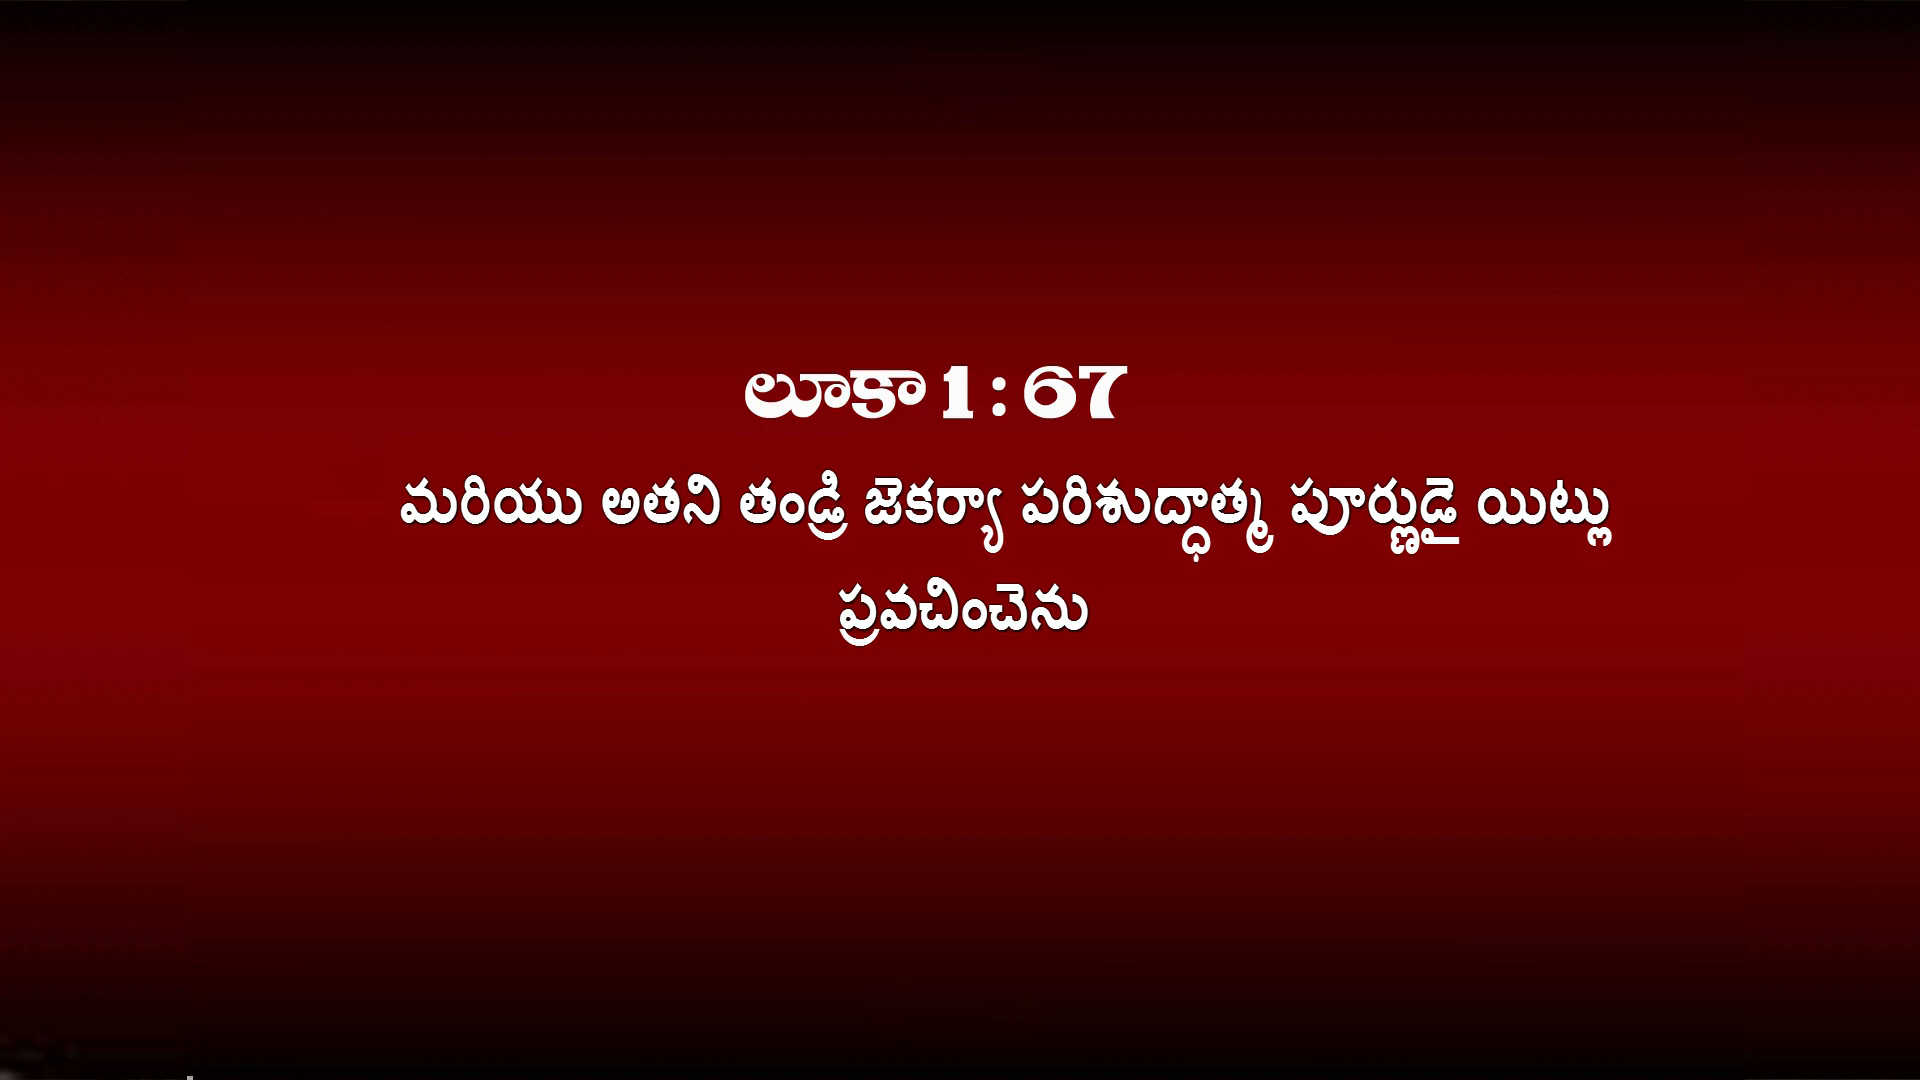 లూకా 1 : 67
మరియు అతని తండ్రి జెకర్యా పరిశుద్ధాత్మ పూర్ణుడై యిట్లు
ప్రవచించెను